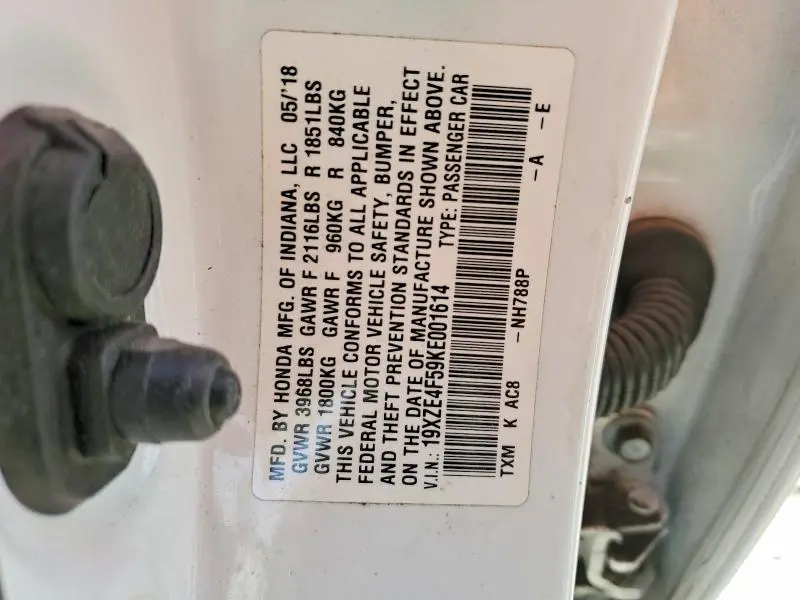 MFD. BY HONDA MFG. OF INDIANA, LLC 05/'18
GVWR 3968LBS GAWR F 2116LBS R 1851LBS
GVWR 1800KG GAWR F 960KG R 840KG
THIS VEHICLE CONFORMS TO ALL APPLICABLE
FEDERAL MOTOR VEHICLE SAFETY, BUMPER,
AND THEFT PREVENTION STANDARDS IN EFFECT
ON THE DATE OF MANUFACTURE SHOWN ABOVE.
V.I.N.: 19XZE4F59KE001614 TYPE: PASSENGER CAR
TXM K AC8 -NH788P -A -E